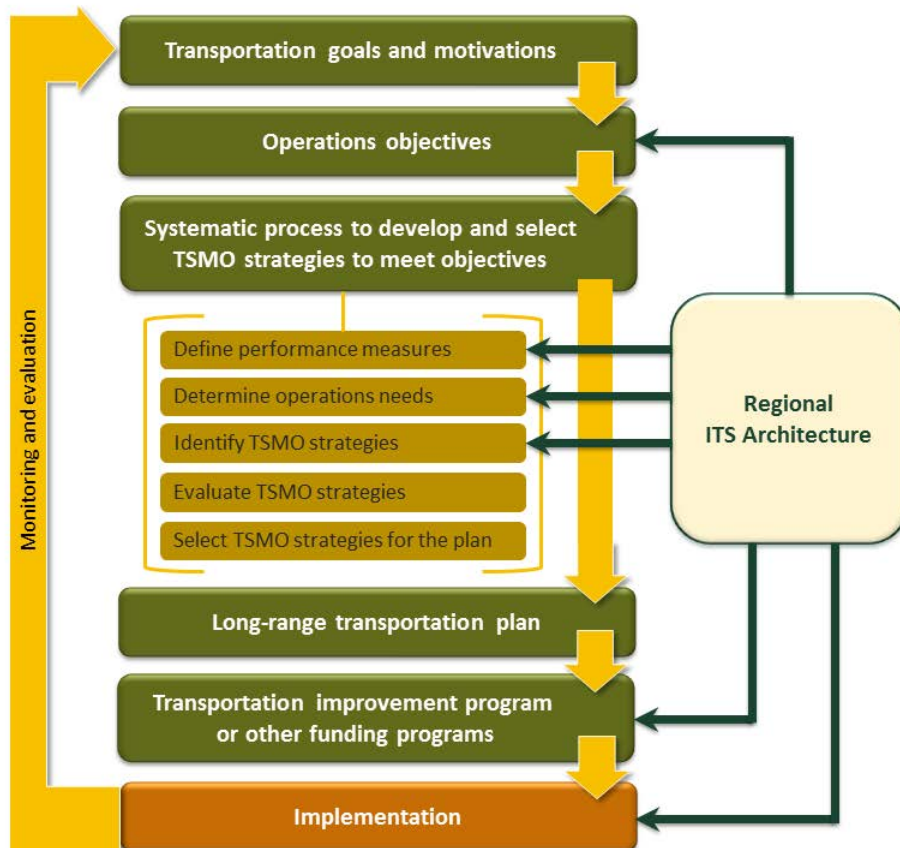 Transportation goals and motivations
Operations objectives
Systematic process to develop and select
TSMO strategies to meet objectives
Define performance measures
Determine operations needs
Identify TSMO strategies
Evaluate TSMO strategies
Select TSMO strategies for the plan
Long-range transportation plan
Transportation improvement program
or other funding programs
Implementation
Monitoring and evaluation
Regional
ITS Architecture